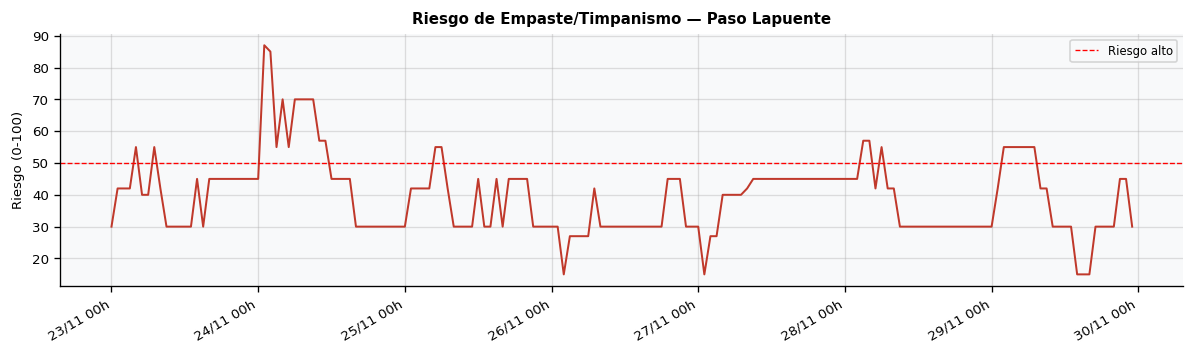 Riesgo de Empaste/Timpanismo — Paso Lapuente
Riesgo (0-100)
90
80
70
60
50
40
30
20
Riesgo alto
23/11 00h
24/11 00h
25/11 00h
26/11 00h
27/11 00h
28/11 00h
29/11 00h
30/11 00h